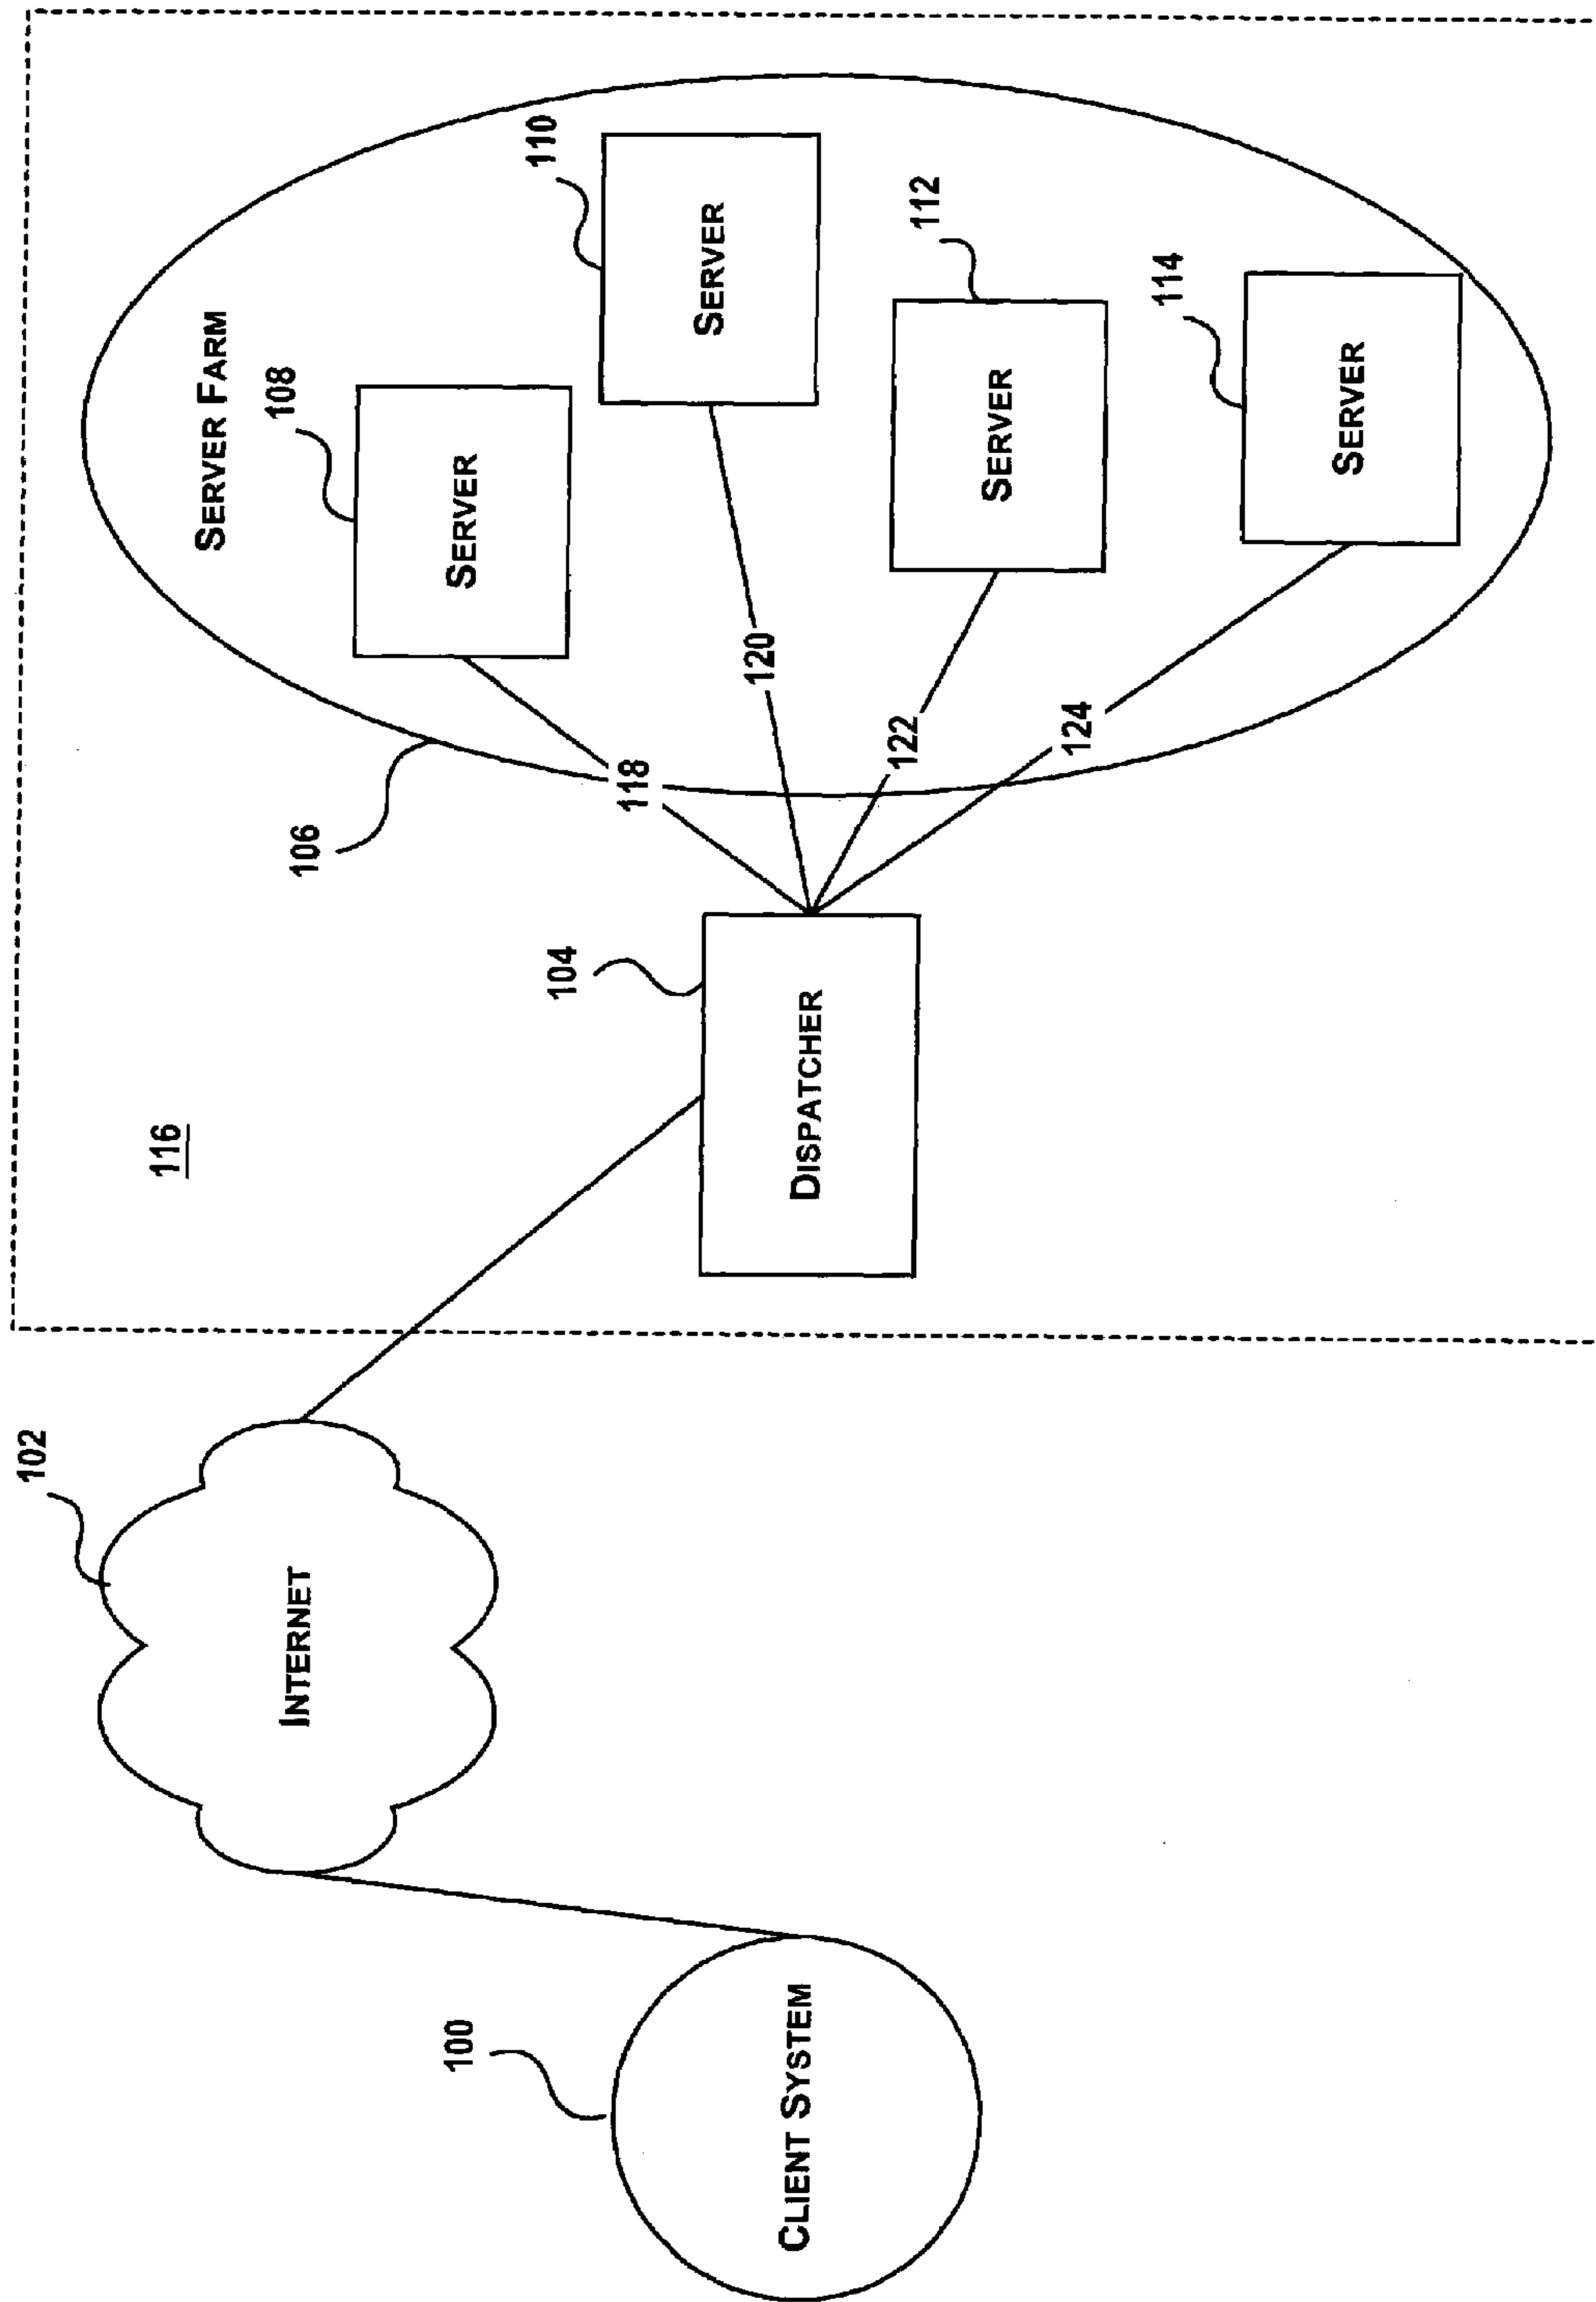 102
INTERNET
100
CLIENT SYSTEM
116
104
DISPATCHER
106
SERVER FARM
108
SERVER
110
SERVER
112
SERVER
114
SERVER
118
120
122
124